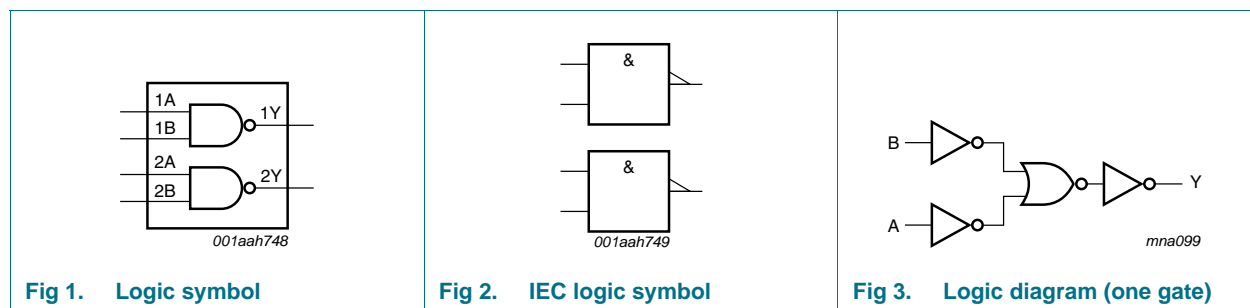 1A
1B
1Y
2A
2B
2Y
001aah748
Fig 1. Logic symbol
&
&
001aah749
Fig 2. IEC logic symbol
B
A
Y
mna099
Fig 3. Logic diagram (one gate)